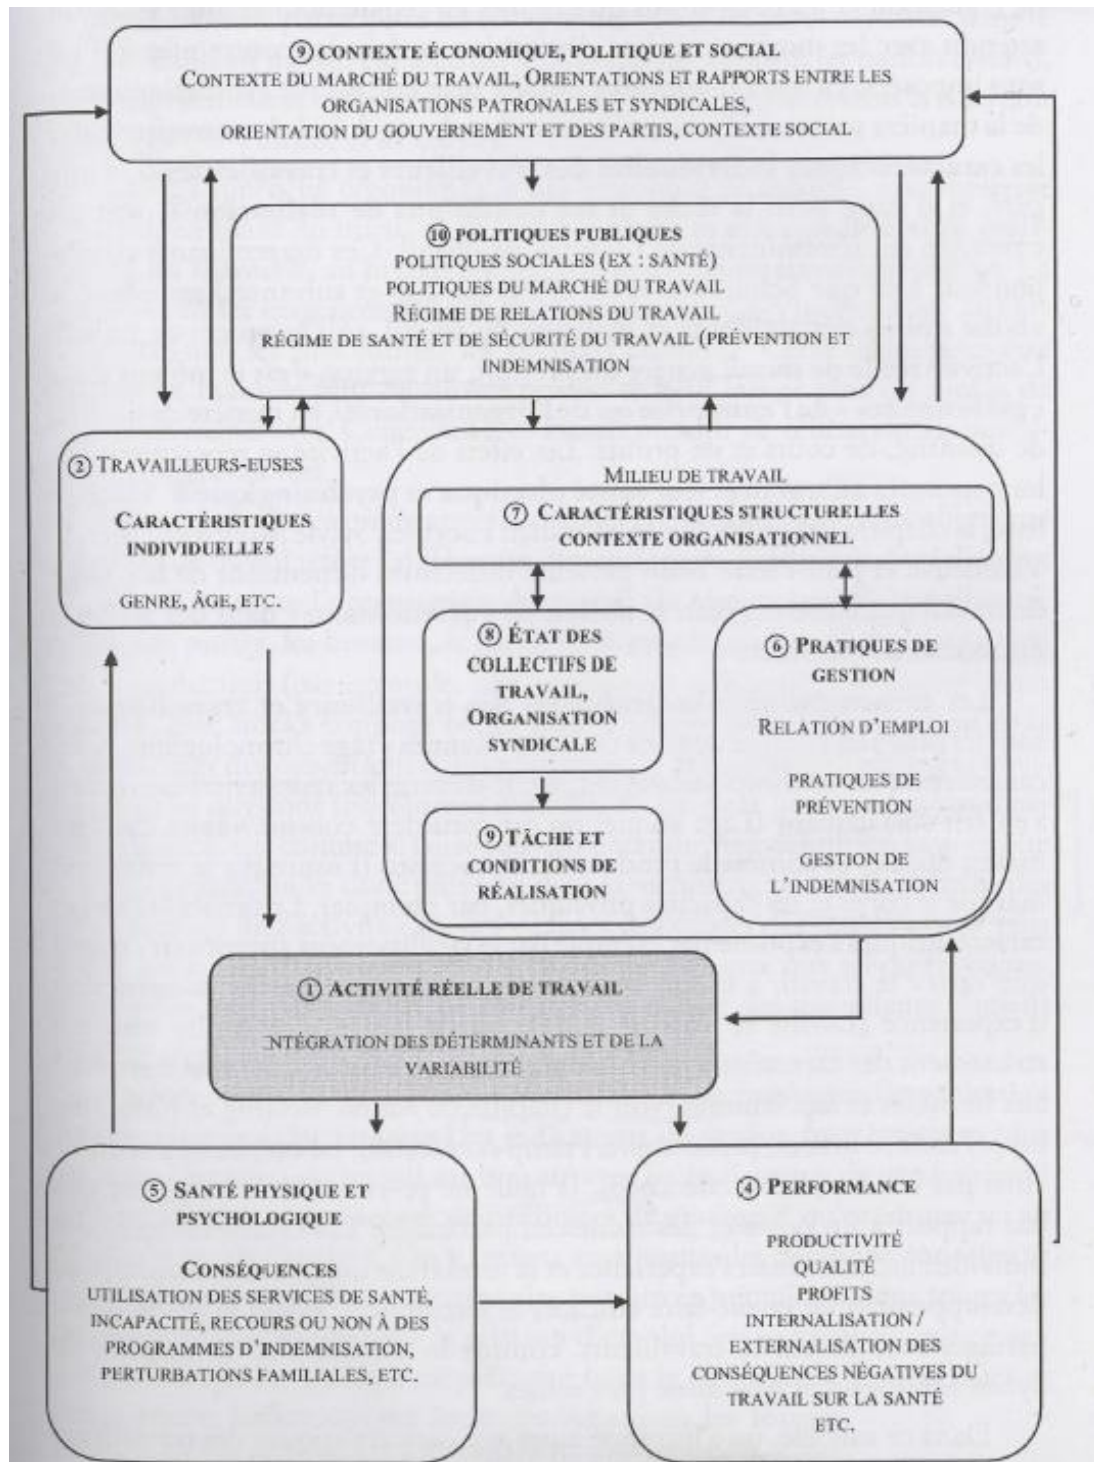 ⑨ CONTEXTE ÉCONOMIQUE, POLITIQUE ET SOCIAL
CONTEXTE DU MARCHÉ DU TRAVAIL, ORIENTATIONS ET RAPPORTS ENTRE LES
ORGANISATIONS PATRONALES ET SYNDICALES,
ORIENTATION DU GOUVERNEMENT ET DES PARTIS, CONTEXTE SOCIAL
⑩ POLITIQUES PUBLIQUES
POLITIQUES SOCIALES (EX : SANTÉ)
POLITIQUES DU MARCHÉ DU TRAVAIL
RÉGIME DE RELATIONS DU TRAVAIL
RÉGIME DE SANTÉ ET DE SÉCURITÉ DU TRAVAIL (PRÉVENTION ET
INDEMNISATION
② TRAVAILLEURS-EUSES
CARACTÉRISTIQUES
INDIVIDUELLES
GENRE, ÂGE, ETC.
MILIEU DE TRAVAIL
⑦ CARACTÉRISTIQUES STRUCTURELLES
CONTEXTE ORGANISATIONNEL
⑧ ÉTAT DES
COLLECTIFS DE
TRAVAIL,
ORGANISATION
SYNDICALE
⑨ TÂCHE ET
CONDITIONS DE
RÉALISATION
⑥ PRATIQUES DE
GESTION
RELATION D'EMPLOI
PRATIQUES DE
PRÉVENTION
GESTION DE
L'INDEMNISATION
① ACTIVITÉ RÉELLE DE TRAVAIL
INTÉGRATION DES DÉTERMINANTS ET DE LA
VARIABILITÉ
⑤ SANTÉ PHYSIQUE ET
PSYCHOLOGIQUE
CONSÉQUENCES
UTILISATION DES SERVICES DE SANTÉ,
INCAPACITÉ, RECOURS OU NON À DES
PROGRAMMES D'INDEMNISATION,
PERTURBATIONS FAMILIALES, ETC.
④ PERFORMANCE
PRODUCTIVITÉ
QUALITÉ
PROFITS
INTERNALISATION /
EXTERNALISATION DES
CONSÉQUENCES NÉGATIVES DU
TRAVAIL SUR LA SANTÉ
ETC.